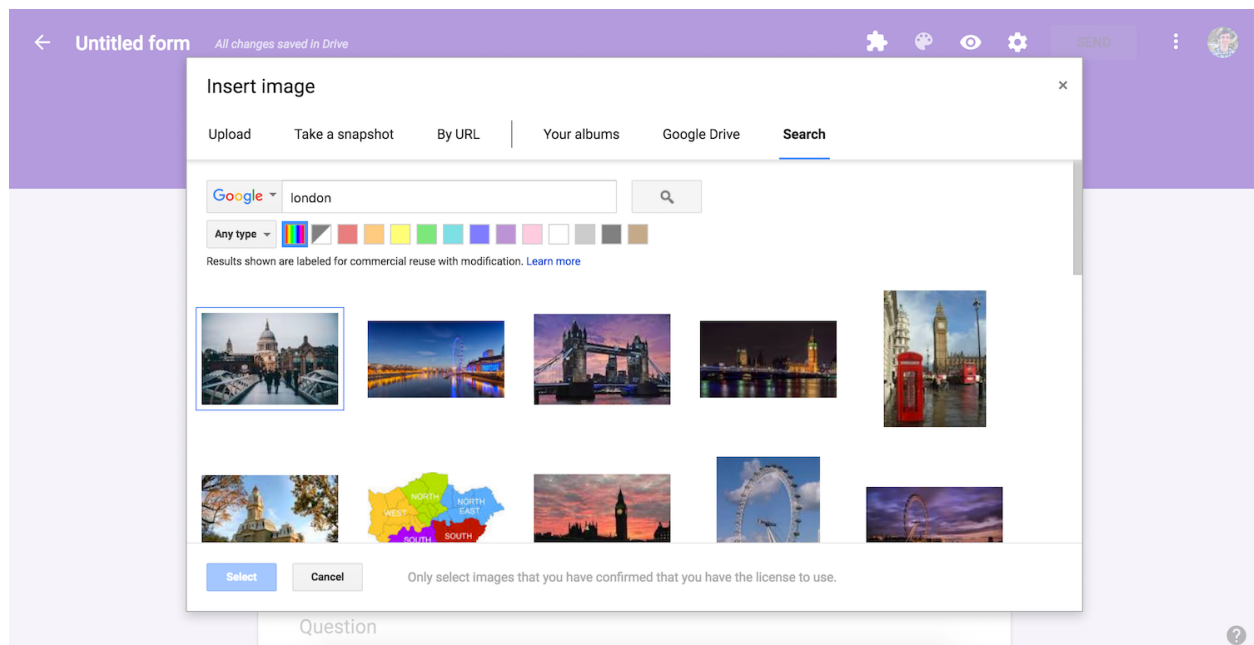 Untitled form All changes saved in Drive SEND
Insert image ×
Upload Take a snapshot By URL Your albums Google Drive Search
Google london
Any type
Results shown are labeled for commercial reuse with modification. Learn more
WEST NORTH NORTH EAST
SOUTH SOUTH
Select Cancel Only select images that you have confirmed that you have the license to use.
Question
?